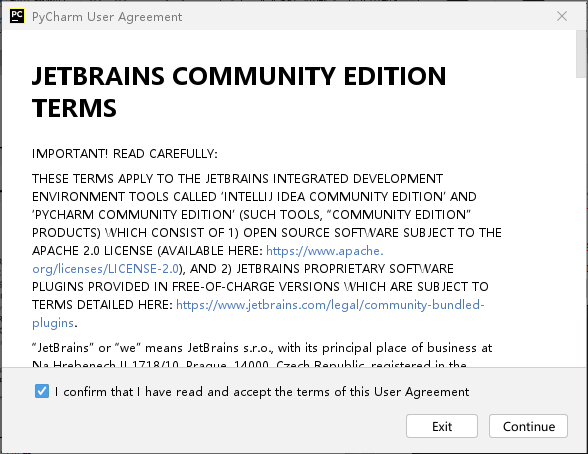 PC PyCharm User Agreement
JETBRAINS COMMUNITY EDITION
TERMS
IMPORTANT! READ CAREFULLY:
THESE TERMS APPLY TO THE JETBRAINS INTEGRATED DEVELOPMENT
ENVIRONMENT TOOLS CALLED 'INTELLIJ IDEA COMMUNITY EDITION' AND
'PYCHARM COMMUNITY EDITION' (SUCH TOOLS, "COMMUNITY EDITION"
PRODUCTS) WHICH CONSIST OF 1) OPEN SOURCE SOFTWARE SUBJECT TO THE
APACHE 2.0 LICENSE (AVAILABLE HERE: https://www.apache.
org/licenses/LICENSE-2.0), AND 2) JETBRAINS PROPRIETARY SOFTWARE
PLUGINS PROVIDED IN FREE-OF-CHARGE VERSIONS WHICH ARE SUBJECT TO
TERMS DETAILED HERE: https://www.jetbrains.com/legal/community-bundled-
plugins.
"JetBrains" or "we" means JetBrains s.r.o., with its principal place of business at
Na Hrebenech II 1718/10, Prague, 14000, Czech Republic, registered in the
I confirm that I have read and accept the terms of this User Agreement
Exit Continue